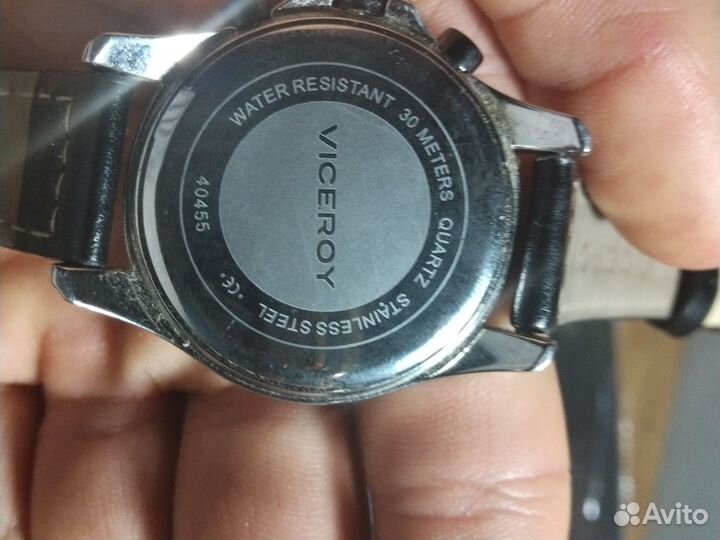 WATER RESISTANT 30 METERS QUARTZ STAINLESS STEEL CE 40455
VICEROY
Avito